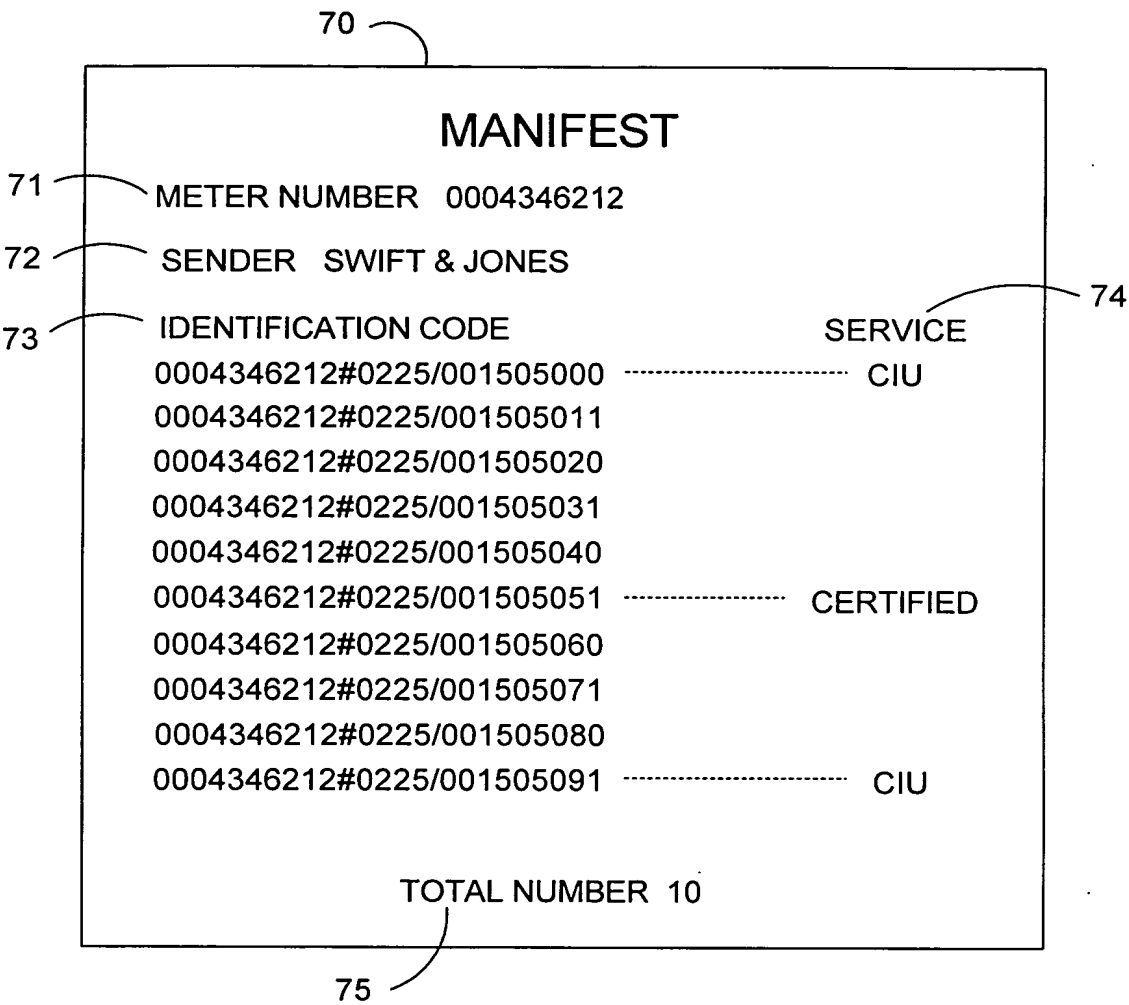 70
MANIFEST
71 METER NUMBER 0004346212
72 SENDER SWIFT & JONES
73 IDENTIFICATION CODE SERVICE 74
0004346212#0225/001505000 ---------- CIU
0004346212#0225/001505011
0004346212#0225/001505020
0004346212#0225/001505031
0004346212#0225/001505040
0004346212#0225/001505051 ---------- CERTIFIED
0004346212#0225/001505060
0004346212#0225/001505071
0004346212#0225/001505080
0004346212#0225/001505091 ---------- CIU
TOTAL NUMBER 10
75